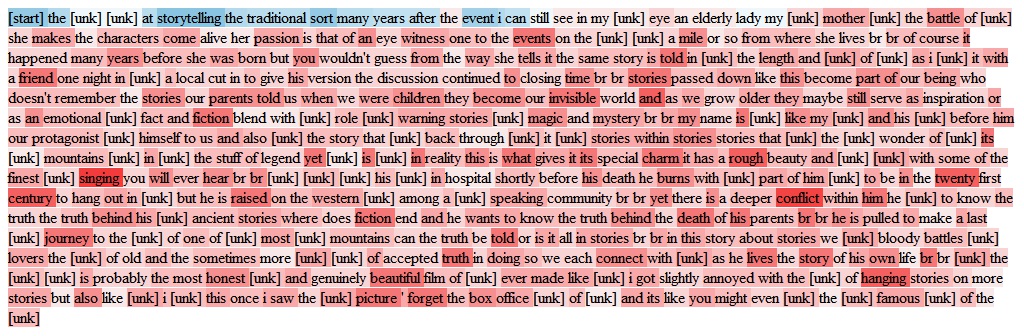 [start] the [unk] [unk] at storytelling the traditional sort many years after the event i can still see in my [unk] eye an elderly lady my [unk] mother [unk] the battle of [unk]
she makes the characters come alive her passion is that of an eye witness one to the events on the [unk] [unk] a mile or so from where she lives br br of course it
happened many years before she was born but you wouldn't guess from the way she tells it the same story is told in [unk] the length and [unk] of [unk] as i [unk] it with
a friend one night in [unk] a local cut in to give his version the discussion continued to closing time br br stories passed down like this become part of our being who
doesn't remember the stories our parents told us when we were children they become our invisible world and as we grow older they maybe still serve as inspiration or
as an emotional [unk] fact and fiction blend with [unk] role [unk] warning stories [unk] magic and mystery br br my name is [unk] like my [unk] and his [unk] before him
our protagonist [unk] himself to us and also [unk] the story that [unk] back through [unk] it [unk] stories within stories stories that [unk] the [unk] wonder of [unk] its
[unk] mountains [unk] in [unk] the stuff of legend yet [unk] is [unk] in reality this is what gives it its special charm it has a rough beauty and [unk] [unk] with some of the
finest [unk] singing you will ever hear br br [unk] [unk] [unk] his [unk] in hospital shortly before his death he burns with [unk] part of him [unk] to be in the twenty first
century to hang out in [unk] but he is raised on the western [unk] among a [unk] speaking community br br yet there is a deeper conflict within him he [unk] to know the
truth the truth behind his [unk] ancient stories where does fiction end and he wants to know the truth behind the death of his parents br br he is pulled to make a last
[unk] journey to the [unk] of one of [unk] most [unk] mountains can the truth be told or is it all in stories br br in this story about stories we [unk] bloody battles [unk]
lovers the [unk] of old and the sometimes more [unk] [unk] of accepted truth in doing so we each connect with [unk] as he lives the story of his own life br br [unk] the
[unk] [unk] is probably the most honest [unk] and genuinely beautiful film of [unk] ever made like [unk] i got slightly annoyed with the [unk] of hanging stories on more
stories but also like [unk] i [unk] this once i saw the [unk] picture ' forget the box office [unk] of [unk] and its like you might even [unk] the [unk] famous [unk] of the
[unk]